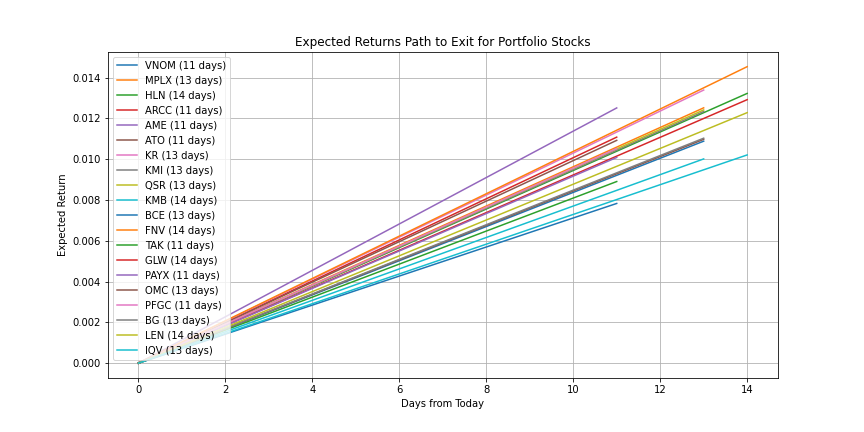 Expected Returns Path to Exit for Portfolio Stocks
Expected Return
0.014
0.012
0.010
0.008
0.006
0.004
0.002
0.000
VNOM (11 days)
MPLX (13 days)
HLN (14 days)
ARCC (11 days)
AME (11 days)
ATO (11 days)
KR (13 days)
KMI (13 days)
QSR (13 days)
KMB (14 days)
BCE (13 days)
FNV (14 days)
TAK (11 days)
GLW (14 days)
PAYX (11 days)
OMC (13 days)
PFGC (11 days)
BG (13 days)
LEN (14 days)
IQV (13 days)
0 2 4 6 8 10 12 14
Days from Today